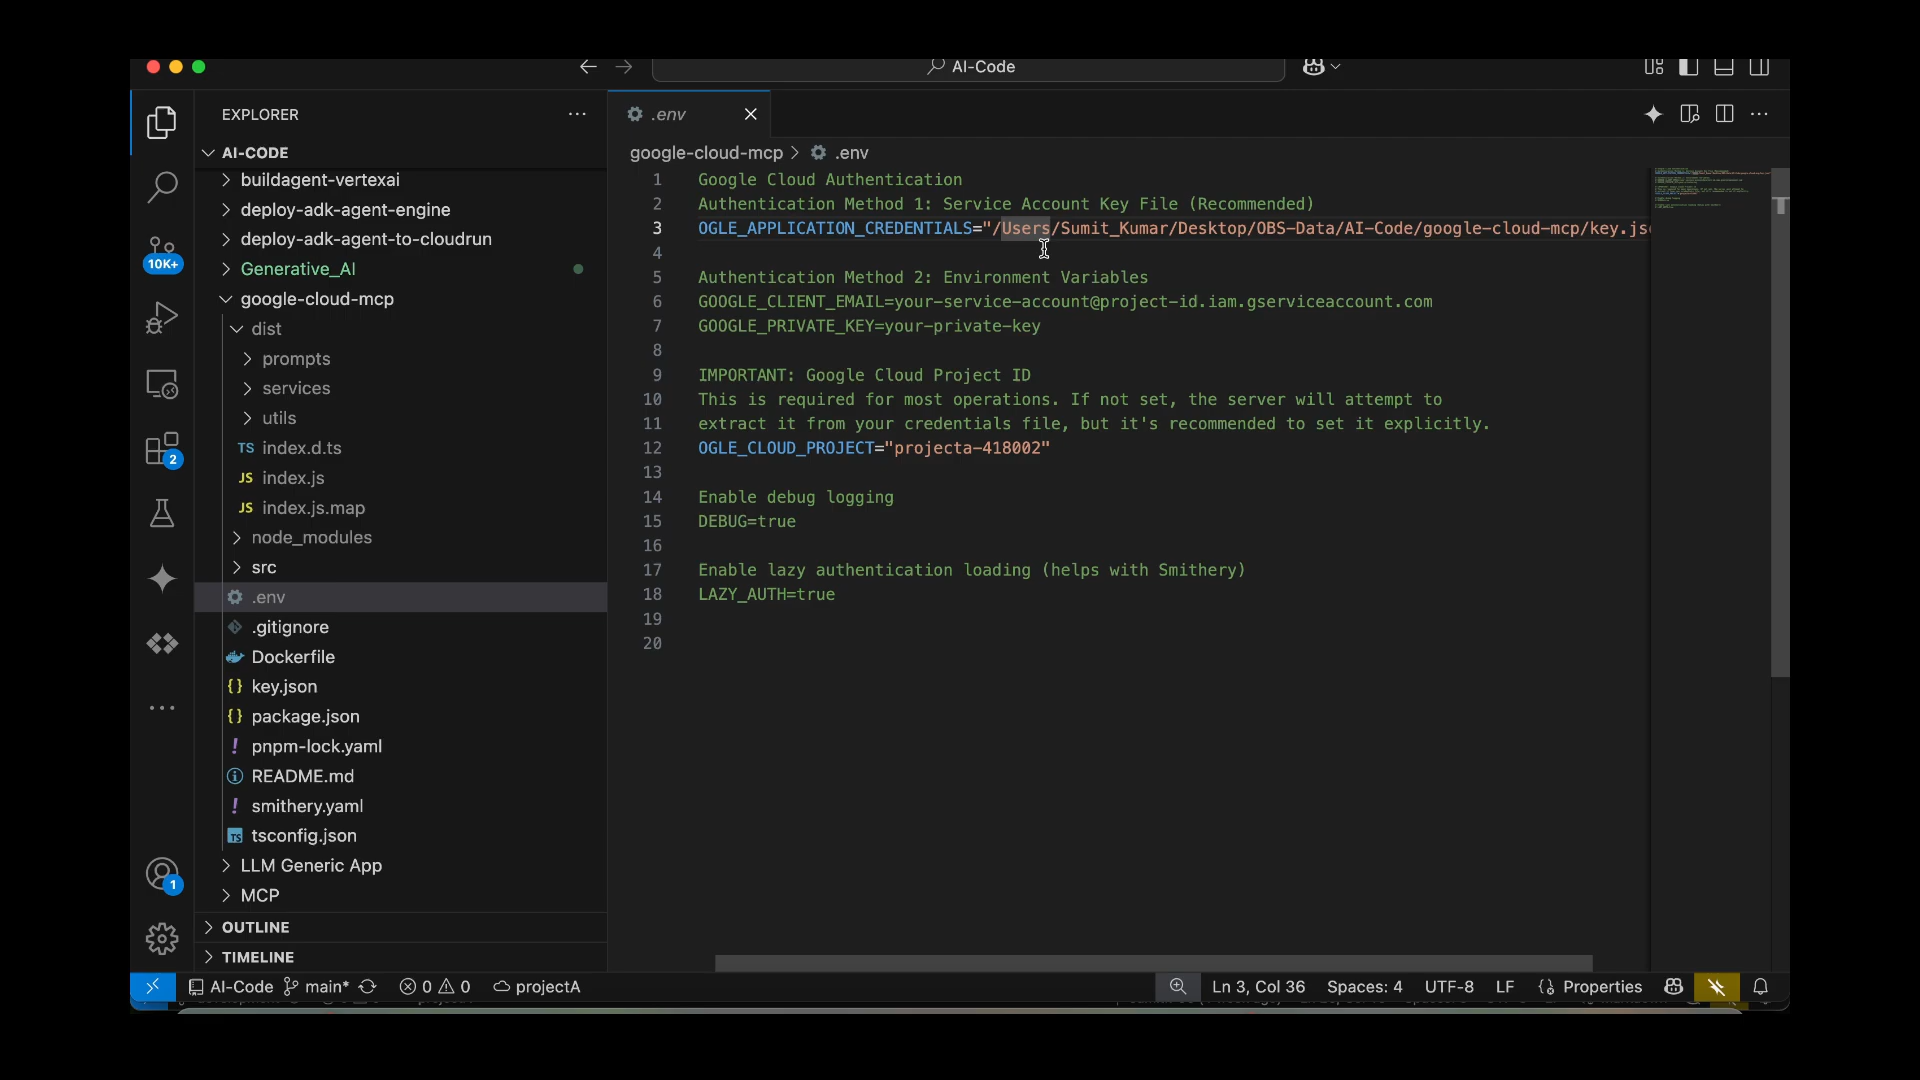 AI-Code
EXPLORER
AI-CODE
buildagent-vertexai
deploy-adk-agent-engine
deploy-adk-agent-to-cloudrun
Generative_AI
google-cloud-mcp
dist
prompts
services
utils
TS index.d.ts
JS index.js
JS index.js.map
node_modules
src
.env
.gitignore
Dockerfile
{} key.json
{} package.json
! pnpm-lock.yaml
README.md
! smithery.yaml
TS tsconfig.json
LLM Generic App
MCP
OUTLINE
TIMELINE
10K+
2
1
.env
google-cloud-mcp > .env
1 Google Cloud Authentication
2 Authentication Method 1: Service Account Key File (Recommended)
3 OGLE_APPLICATION_CREDENTIALS="/Users/Sumit_Kumar/Desktop/OBS-Data/AI-Code/google-cloud-mcp/key.jso
4
5 Authentication Method 2: Environment Variables
6 GOOGLE_CLIENT_EMAIL=your-service-account@project-id.iam.gserviceaccount.com
7 GOOGLE_PRIVATE_KEY=your-private-key
8
9 IMPORTANT: Google Cloud Project ID
10 This is required for most operations. If not set, the server will attempt to
11 extract it from your credentials file, but it's recommended to set it explicitly.
12 OGLE_CLOUD_PROJECT="projecta-418002"
13
14 Enable debug logging
15 DEBUG=true
16
17 Enable lazy authentication loading (helps with Smithery)
18 LAZY_AUTH=true
19
20
AI-Code main* 0 0 projectA Ln 3, Col 36 Spaces: 4 UTF-8 LF {} Properties